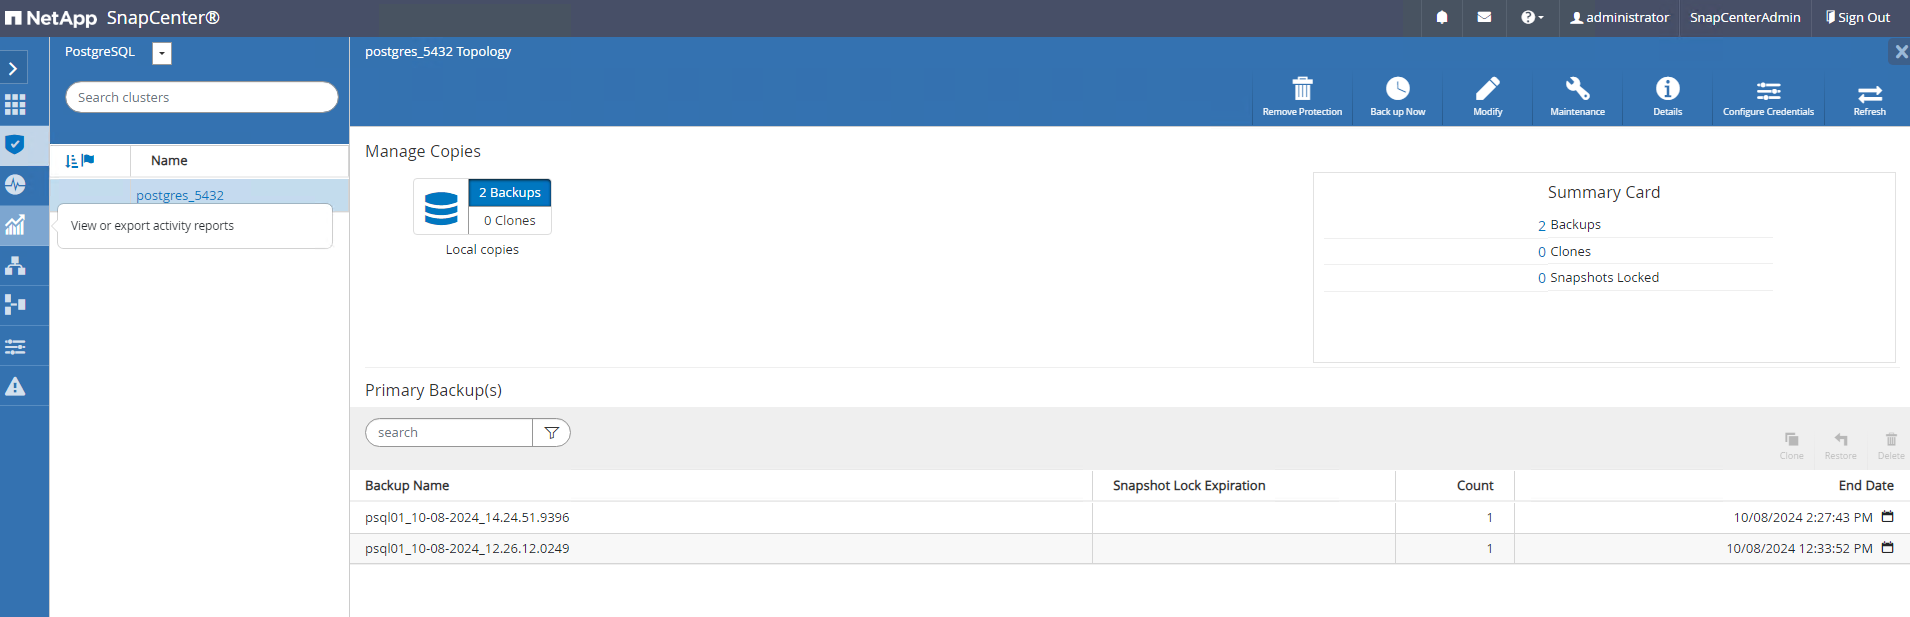 NetApp SnapCenter®
administrator
SnapCenterAdmin
Sign Out
PostgreSQL
Search clusters
Name
postgres_5432
View or export activity reports
postgres_5432 Topology
Remove Protection
Back up Now
Modify
Maintenance
Details
Configure Credentials
Refresh
Manage Copies
2 Backups
0 Clones
Local copies
Summary Card
2 Backups
0 Clones
0 Snapshots Locked
Primary Backup(s)
search
Clone
Restore
Delete
Backup Name Snapshot Lock Expiration Count End Date
psql01_10-08-2024_14.24.51.9396 1 10/08/2024 2:27:43 PM
psql01_10-08-2024_12.26.12.0249 1 10/08/2024 12:33:52 PM